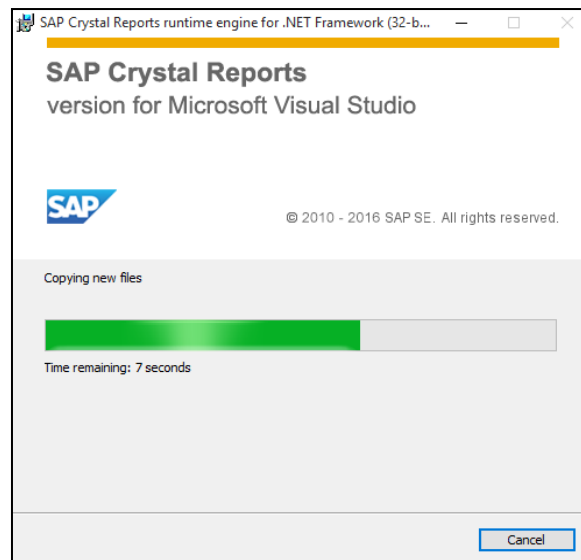 SAP Crystal Reports runtime engine for .NET Framework (32-b...
SAP Crystal Reports
version for Microsoft Visual Studio
SAP
© 2010 - 2016 SAP SE. All rights reserved.
Copying new files
Time remaining: 7 seconds
Cancel